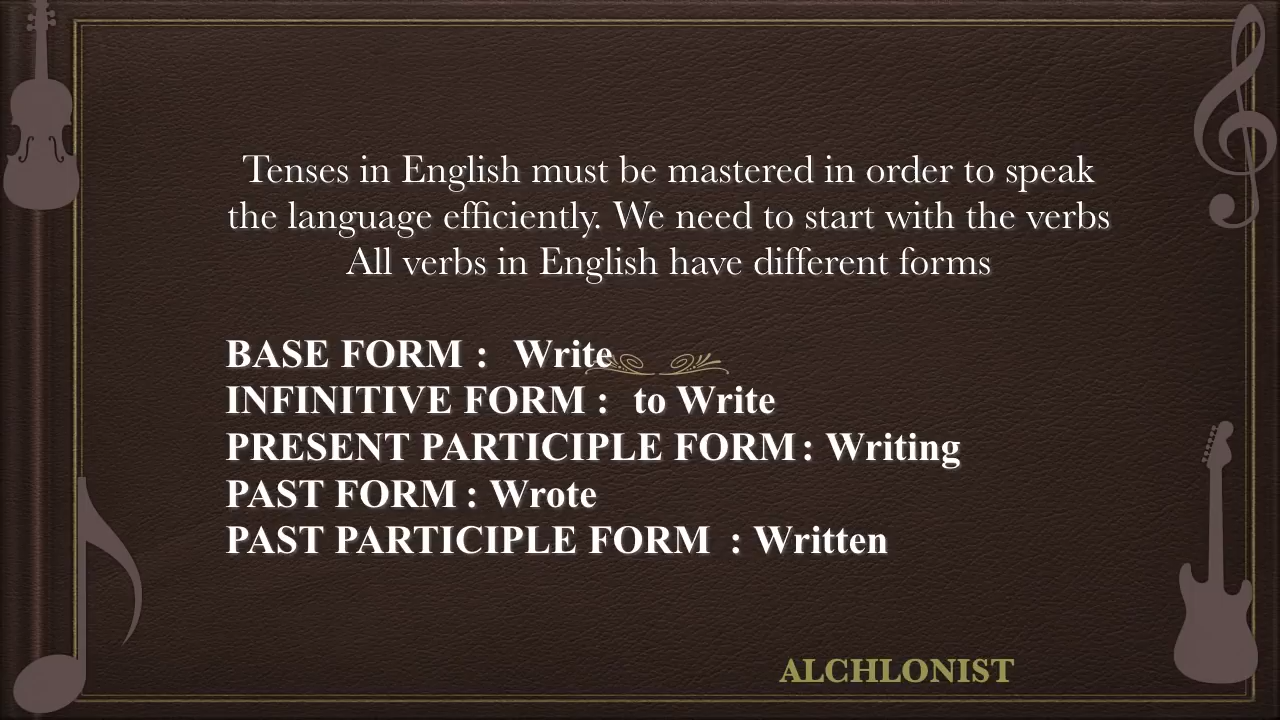 Tenses in English must be mastered in order to speak
the language efficiently. We need to start with the verbs
All verbs in English have different forms
BASE FORM : Write
INFINITIVE FORM : to Write
PRESENT PARTICIPLE FORM : Writing
PAST FORM : Wrote
PAST PARTICIPLE FORM : Written
ALCHLONIST